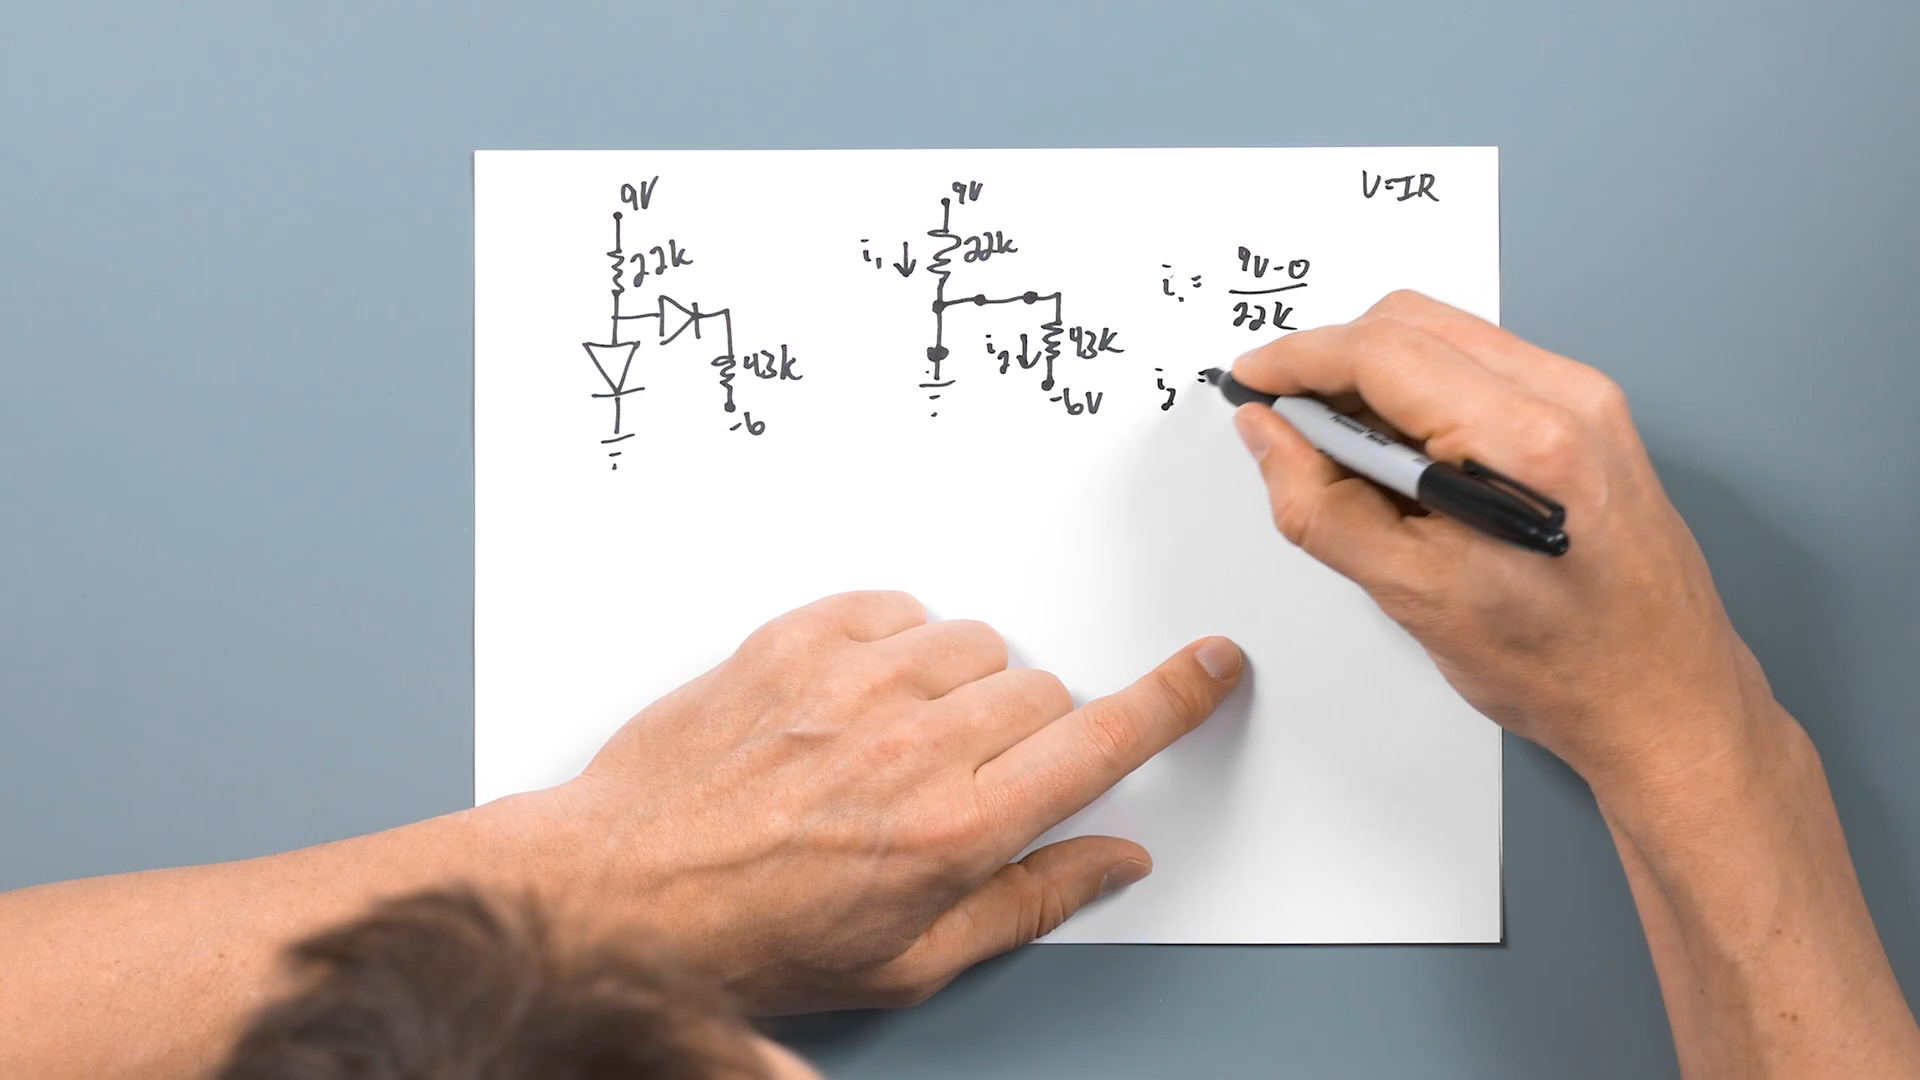 9V
22k
43k
-6
9V
i₁ ↓ 22k
i₂ ↓ 43k
-6V
V=IR
i₁ = 9V-0
22k
i₂ =